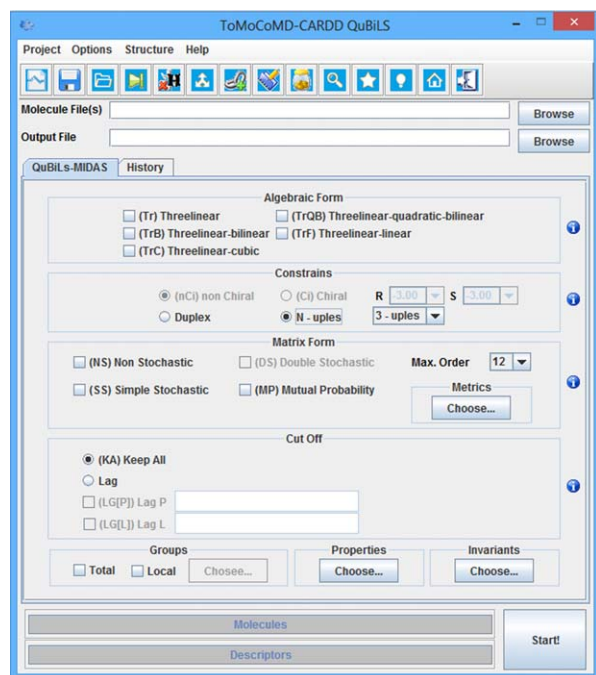 ToMoCoMD-CARDD QuBiLS
Project Options Structure Help
Molecule File(s) Browse
Output File Browse
QuBiLs-MIDAS History
Algebraic Form
(Tr) Threelinear (TrQB) Threelinear-quadratic-bilinear
(TrB) Threelinear-bilinear (TrF) Threelinear-linear
(TrC) Threelinear-cubic
Constrains
(nCi) non Chiral (Ci) Chiral R -3.00 S -3.00
Duplex N - uples 3 - uples
Matrix Form
(NS) Non Stochastic (DS) Double Stochastic Max. Order 12
(SS) Simple Stochastic (MP) Mutual Probability Metrics
Choose...
Cut Off
(KA) Keep All
Lag
(LG[P]) Lag P
(LG[L]) Lag L
Groups Properties Invariants
Total Local Chosee... Choose... Choose...
Molecules
Descriptors
Start!